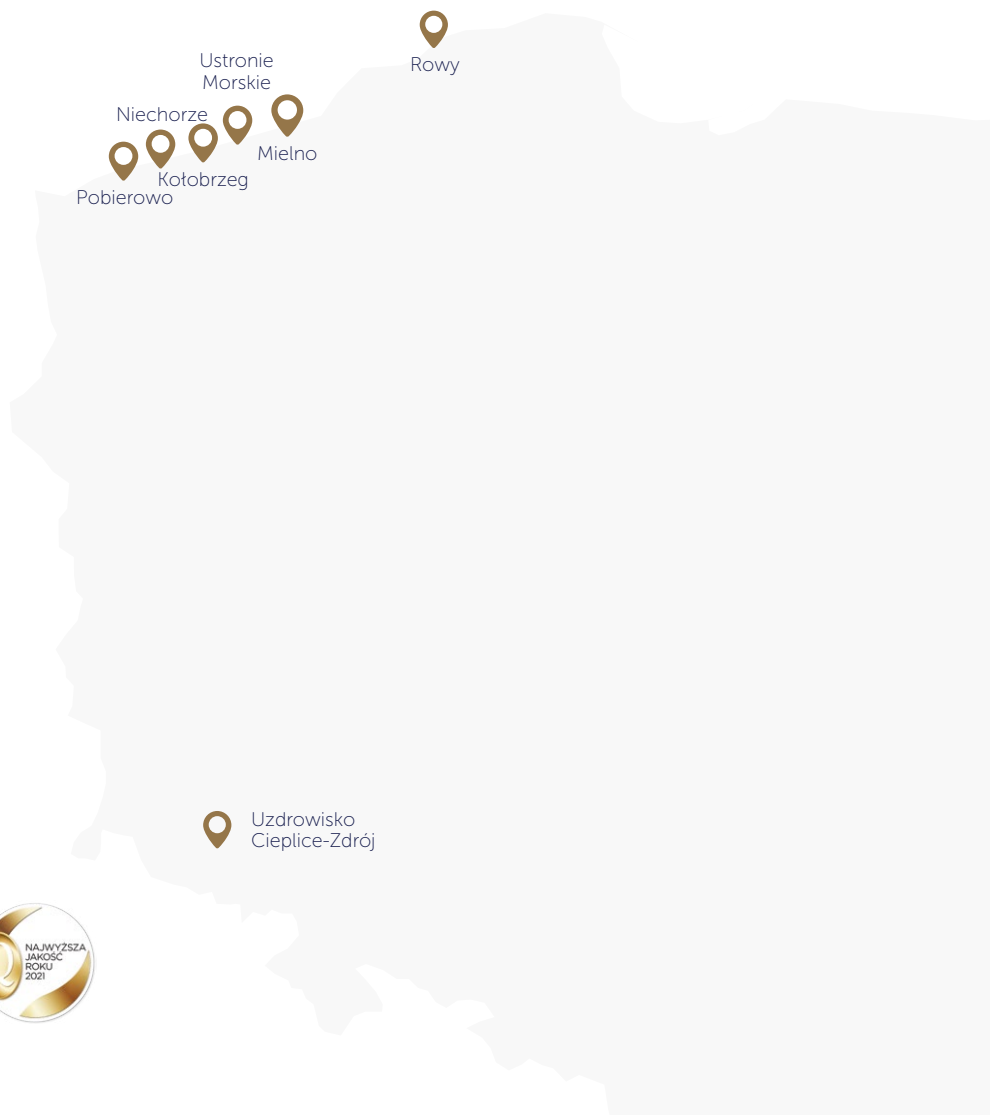 Rowy
Ustronie
Morskie
Niechorze
Mielno
Kołobrzeg
Pobierowo
Uzdrowisko
Cieplice-Zdrój
NAJWYŻSZA
JAKOŚĆ
ROKU
2021